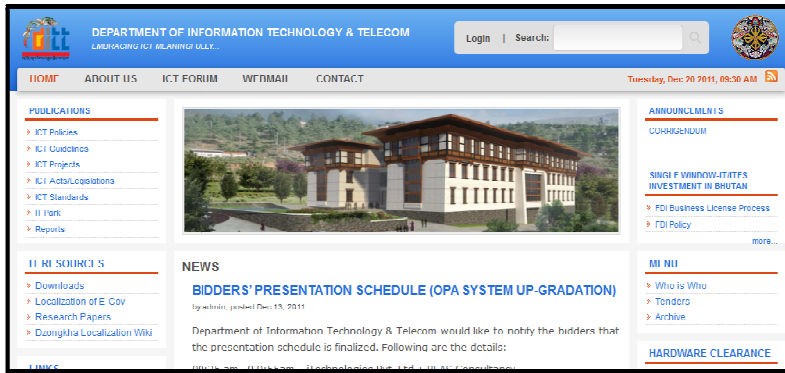 DEPARTMENT OF INFORMATION TECHNOLOGY & TELECOM
EMBRACING ICT MEANINGFULLY...
ditt
Login | Search:
HOME ABOUT US ICT FORUM WEBMAIL CONTACT
Tuesday, Dec 20 2011, 09:30 AM
PUBLICATIONS
ICT Policies
ICT Guidelines
ICT Projects
ICT Acts/Legislations
ICT Standards
IT Park
Reports
IT RESOURCES
Downloads
Localization of E-Gov
Research Papers
Dzongkha Localization Wiki
LINKS
NEWS
BIDDERS' PRESENTATION SCHEDULE (OPA SYSTEM UP-GRADATION)
by admin, posted Dec 13, 2011
Department of Information Technology & Telecom would like to notify the bidders that
the presentation schedule is finalized. Following are the details:
ANNOUNCEMENTS
CORRIGENDUM
SINGLE WINDOW-IT/ITES
INVESTMENT IN BHUTAN
FDI Business License Process
FDI Policy
more...
MENU
Who is Who
Tenders
Archive
HARDWARE CLEARANCE